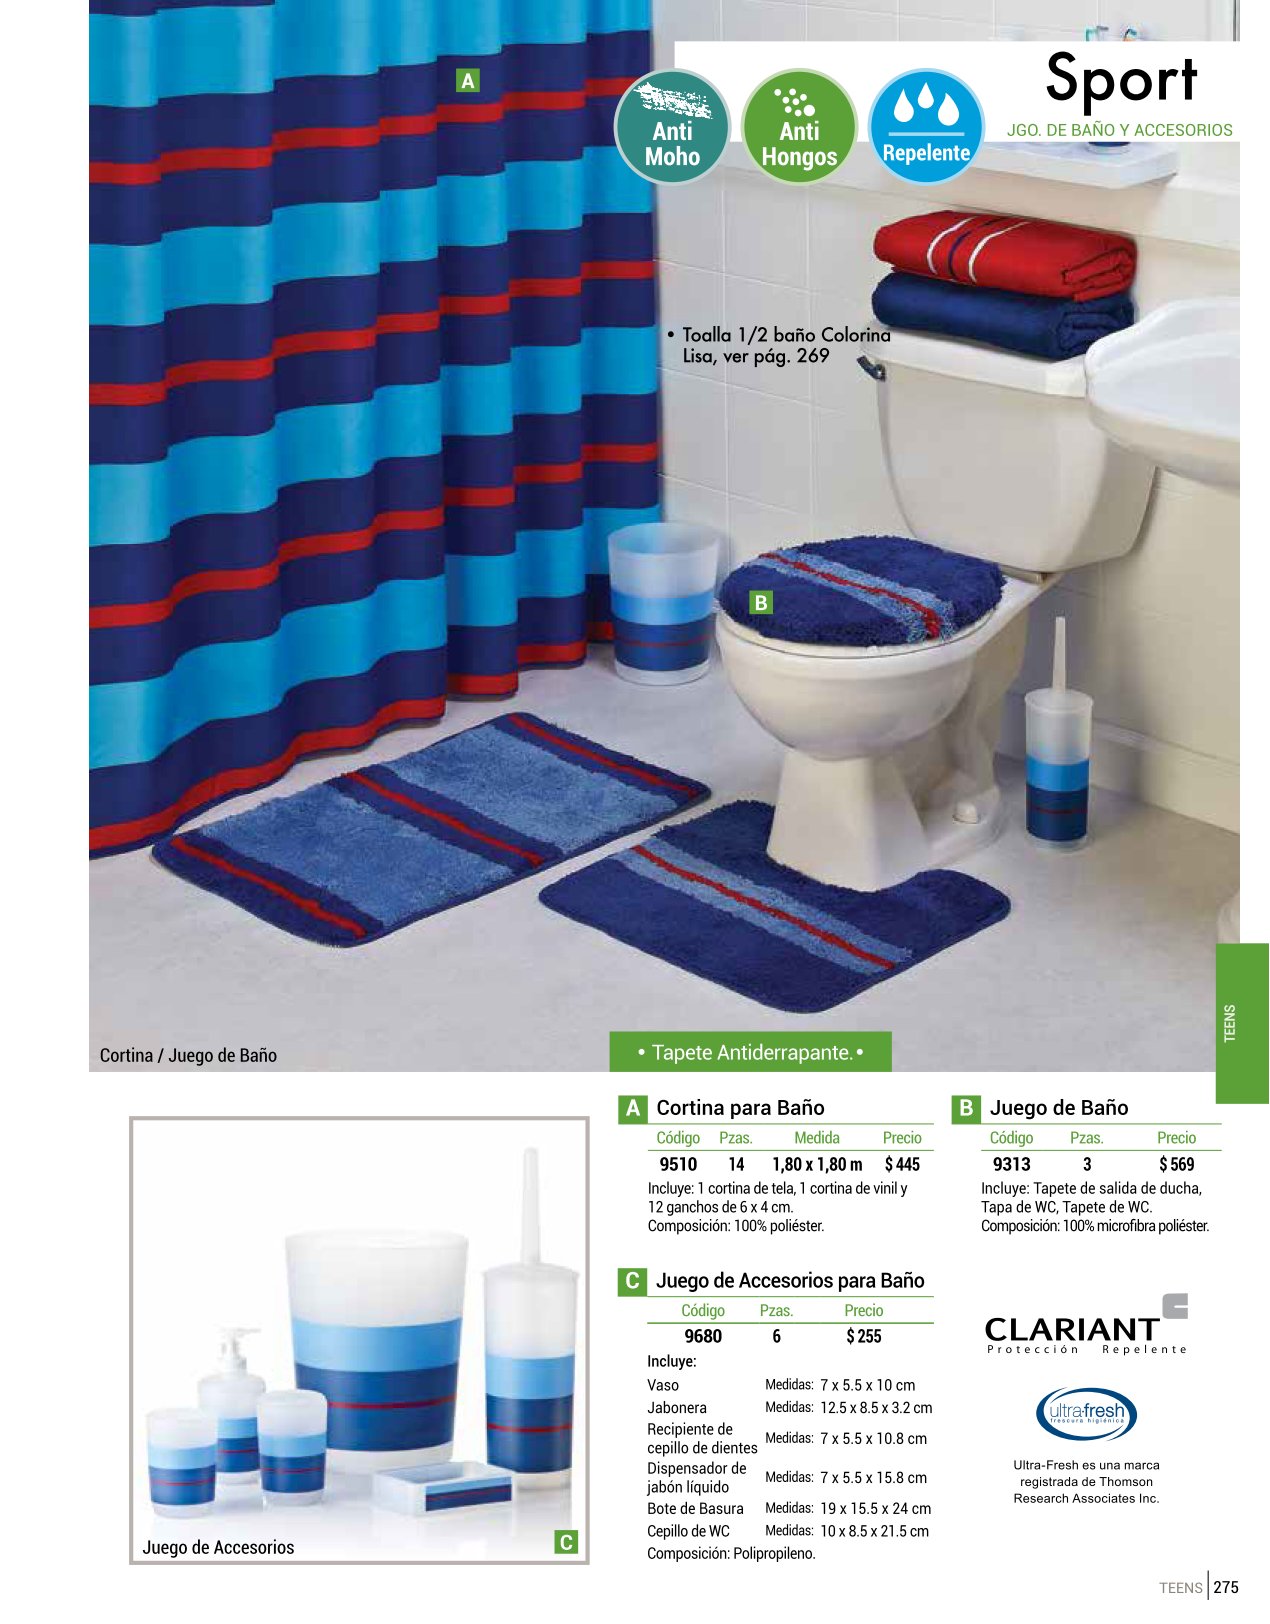 Sport
JGO. DE BAÑO Y ACCESORIOS
A
Anti
Moho
Anti
Hongos
Repelente
• Toalla 1/2 baño Colorina
Lisa, ver pág. 269
B
TEENS
Cortina / Juego de Baño
• Tapete Antiderrapante. •
A Cortina para Baño
Código Pzas. Medida Precio
9510 14 1,80 x 1,80 m $ 445
Incluye: 1 cortina de tela, 1 cortina de vinil y
12 ganchos de 6 x 4 cm.
Composición: 100% poliéster.
B Juego de Baño
Código Pzas. Precio
9313 3 $ 569
Incluye: Tapete de salida de ducha,
Tapa de WC, Tapete de WC.
Composición: 100% microfibra poliéster.
C Juego de Accesorios para Baño
Código Pzas. Precio
9680 6 $ 255
Incluye:
Vaso Medidas: 7 x 5.5 x 10 cm
Jabonera Medidas: 12.5 x 8.5 x 3.2 cm
Recipiente de
cepillo de dientes Medidas: 7 x 5.5 x 10.8 cm
Dispensador de
jabón líquido Medidas: 7 x 5.5 x 15.8 cm
Bote de Basura Medidas: 19 x 15.5 x 24 cm
Cepillo de WC Medidas: 10 x 8.5 x 21.5 cm
Composición: Polipropileno.
CLARIANT
Protección Repelente
ultra-fresh
frescura higiénica
Ultra-Fresh es una marca
registrada de Thomson
Research Associates Inc.
Juego de Accesorios
C
TEENS 275